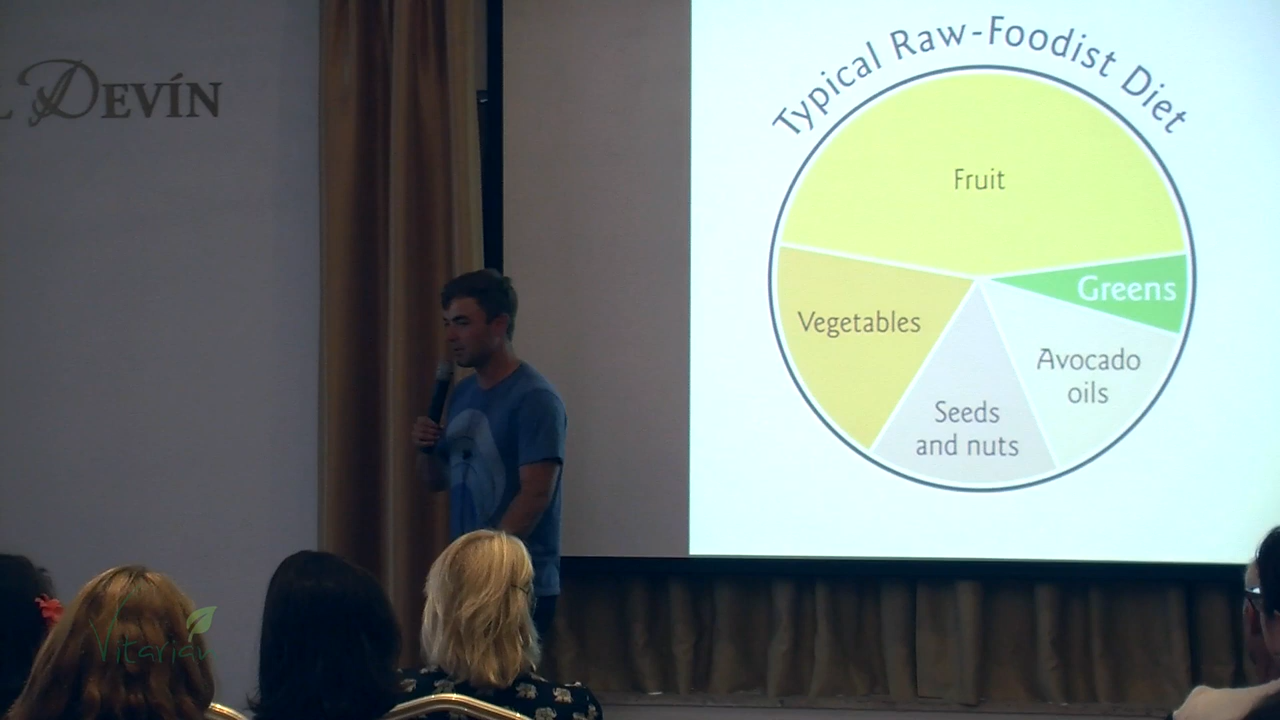 DEVÍN
Typical Raw-Foodist Diet
Fruit
Greens
Vegetables
Avocado
oils
Seeds
and nuts
Vitarian